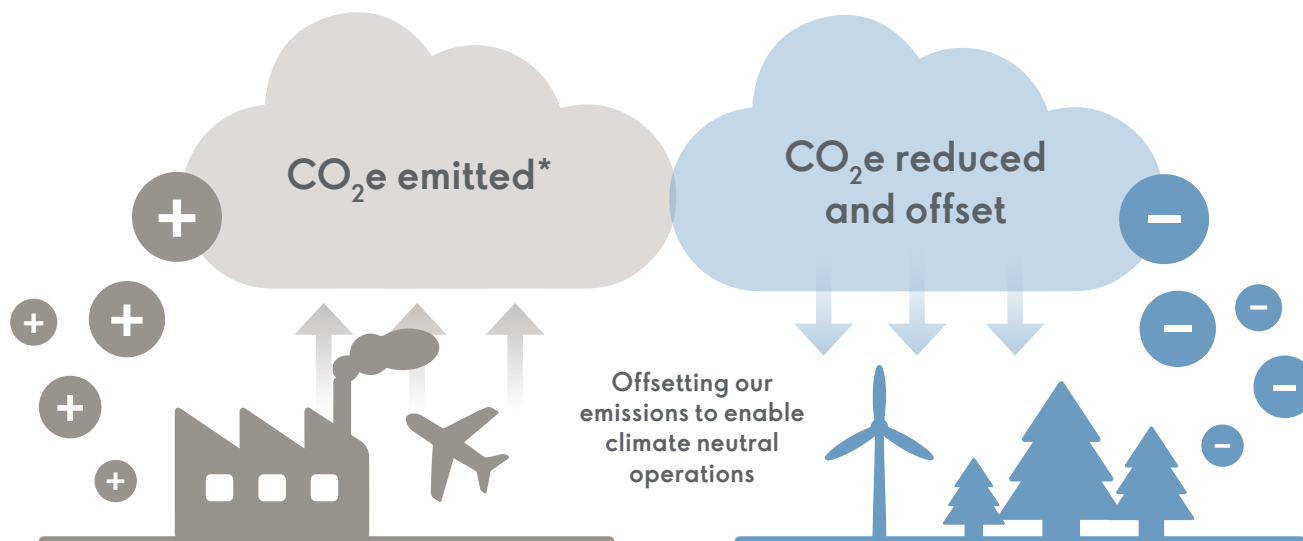 CO₂e emitted*
CO₂e reduced
and offset
Offsetting our
emissions to enable
climate neutral
operations